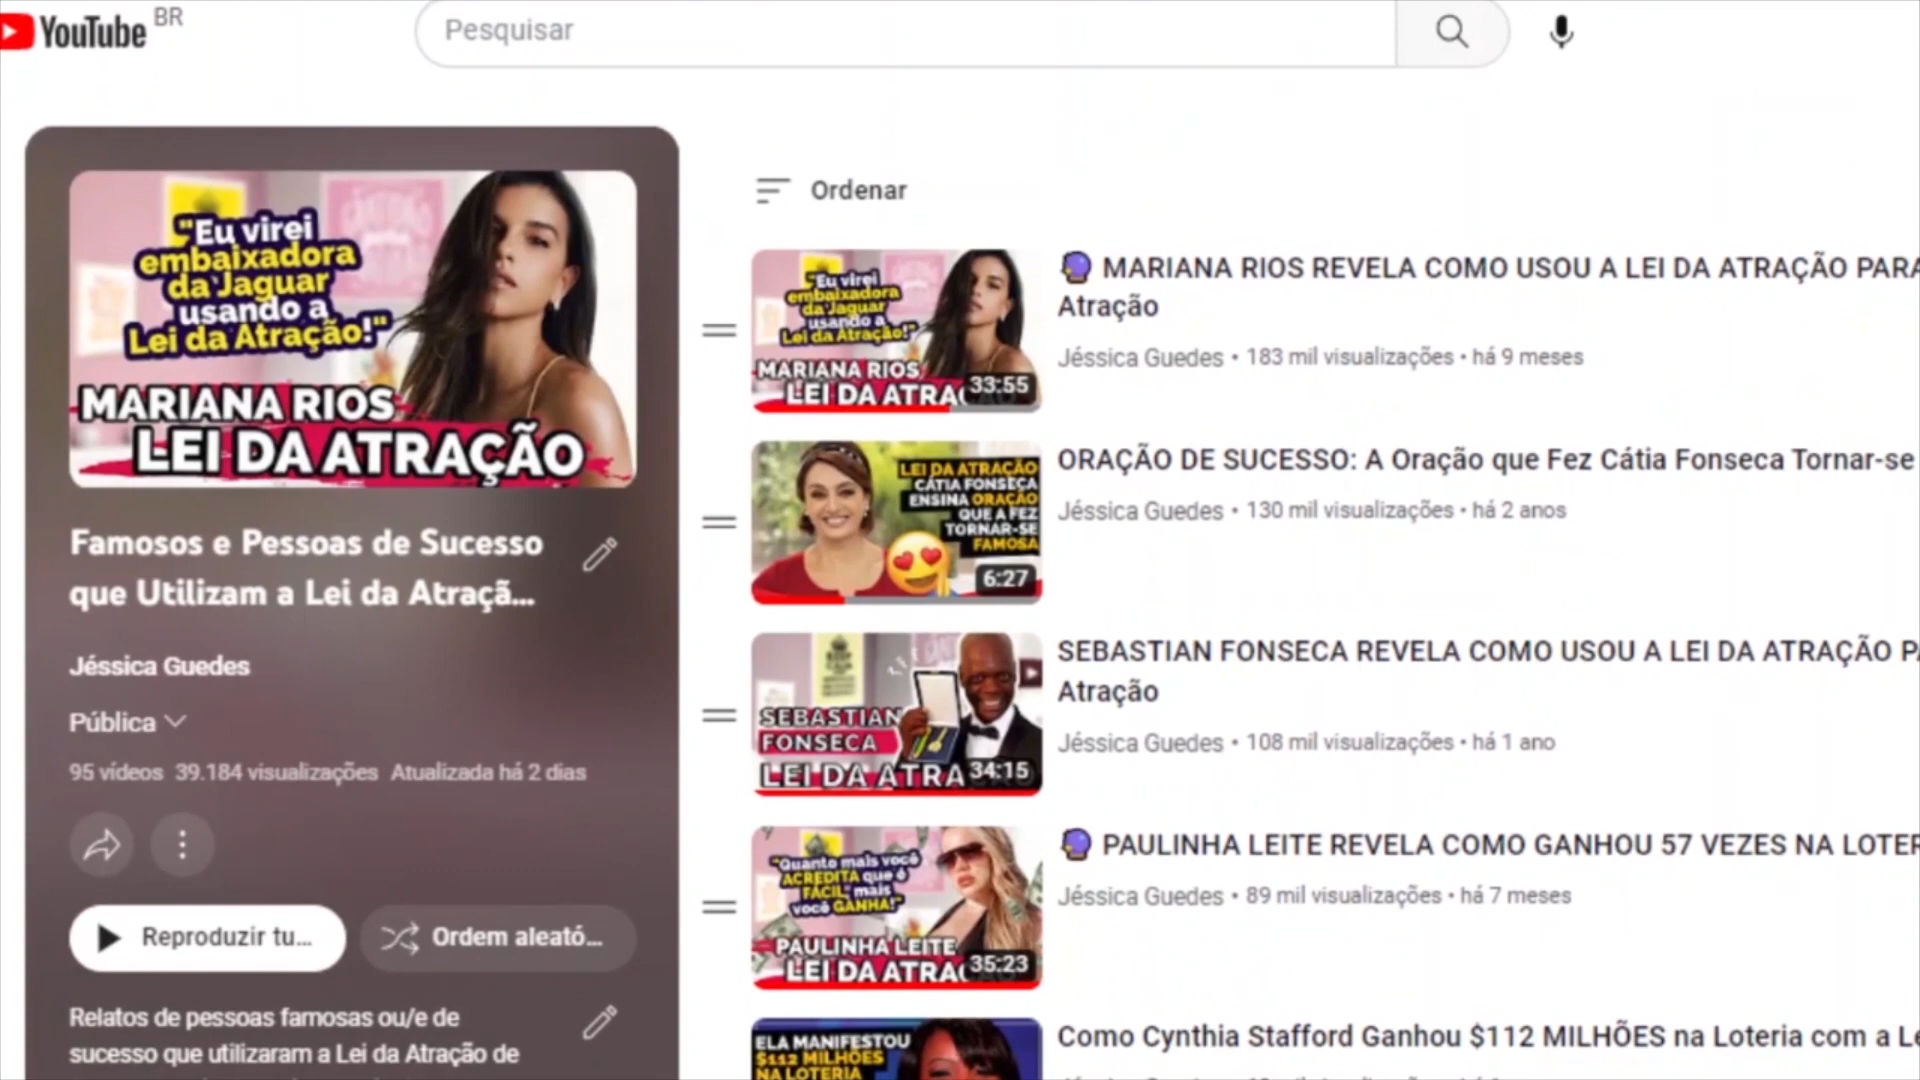 YouTube BR
Pesquisar
"Eu virei
embaixadora
da Jaguar
usando a
Lei da Atração!"
MARIANA RIOS
LEI DA ATRAÇÃO
Famosos e Pessoas de Sucesso
que Utilizam a Lei da Atraçã...
Jéssica Guedes
Pública
95 vídeos 39.184 visualizações Atualizada há 2 dias
Reproduzir tu...
Ordem aleató...
Relatos de pessoas famosas ou/e de
sucesso que utilizaram a Lei da Atração de
Ordenar
"Eu virei
embaixadora
da Jaguar
usando a
Lei da Atração!"
MARIANA RIOS
LEI DA ATRAÇ
33:55
MARIANA RIOS REVELA COMO USOU A LEI DA ATRAÇÃO PARA
Atração
Jéssica Guedes • 183 mil visualizações • há 9 meses
LEI DA ATRAÇÃO
CÁTIA FONSECA
ENSINA ORAÇÃO
QUE A FEZ
TORNAR-SE
FAMOSA
6:27
ORAÇÃO DE SUCESSO: A Oração que Fez Cátia Fonseca Tornar-se
Jéssica Guedes • 130 mil visualizações • há 2 anos
SEBASTIAN
FONSECA
LEI DA ATRA
34:15
SEBASTIAN FONSECA REVELA COMO USOU A LEI DA ATRAÇÃO PA
Atração
Jéssica Guedes • 108 mil visualizações • há 1 ano
"Quanto mais você
ACREDITA que é
FÁCIL, mais
você GANHA!"
PAULINHA LEITE
LEI DA ATRAÇ
35:23
PAULINHA LEITE REVELA COMO GANHOU 57 VEZES NA LOTER
Jéssica Guedes • 89 mil visualizações • há 7 meses
ELA MANIFESTOU
$112 MILHÕES
NA LOTERIA
Como Cynthia Stafford Ganhou $112 MILHÕES na Loteria com a Le